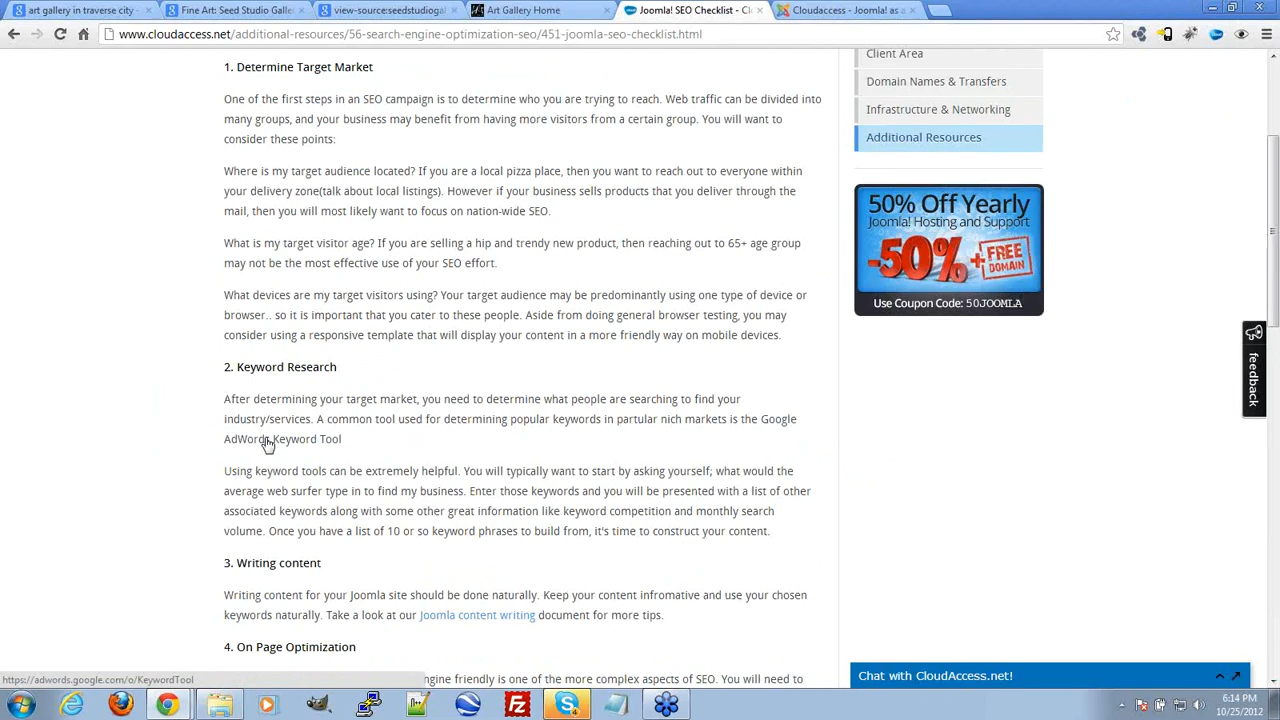 art gallery in traverse city -
Fine Art: Seed Studio Galle
view-source:seedstudioga
Art Gallery Home
Joomla! SEO Checklist - Cl
Cloudaccess - Joomla! as a
www.cloudaccess.net/additional-resources/56-search-engine-optimization-seo/451-joomla-seo-checklist.html
1. Determine Target Market
One of the first steps in an SEO campaign is to determine who you are trying to reach. Web traffic can be divided into
many groups, and your business may benefit from having more visitors from a certain group. You will want to
consider these points:
Where is my target audience located? If you are a local pizza place, then you want to reach out to everyone within
your delivery zone(talk about local listings). However if your business sells products that you deliver through the
mail, then you will most likely want to focus on nation-wide SEO.
What is my target visitor age? If you are selling a hip and trendy new product, then reaching out to 65+ age group
may not be the most effective use of your SEO effort.
What devices are my target visitors using? Your target audience may be predominantly using one type of device or
browser.. so it is important that you cater to these people. Aside from doing general browser testing, you may
consider using a responsive template that will display your content in a more friendly way on mobile devices.
2. Keyword Research
After determining your target market, you need to determine what people are searching to find your
industry/services. A common tool used for determining popular keywords in partular nich markets is the Google
AdWords Keyword Tool
Using keyword tools can be extremely helpful. You will typically want to start by asking yourself; what would the
average web surfer type in to find my business. Enter those keywords and you will be presented with a list of other
associated keywords along with some other great information like keyword competition and monthly search
volume. Once you have a list of 10 or so keyword phrases to build from, it's time to construct your content.
3. Writing content
Writing content for your Joomla site should be done naturally. Keep your content infromative and use your chosen
keywords naturally. Take a look at our Joomla content writing document for more tips.
4. On Page Optimization
ngine friendly is one of the more complex aspects of SEO. You will need to
Client Area
Domain Names & Transfers
Infrastructure & Networking
Additional Resources
50% Off Yearly
Joomla! Hosting and Support
-50% + FREE DOMAIN
Use Coupon Code: 50JOOMLA
feedback
Chat with CloudAccess.net!
https://adwords.google.com/o/KeywordTool
6:14 PM
10/25/2012